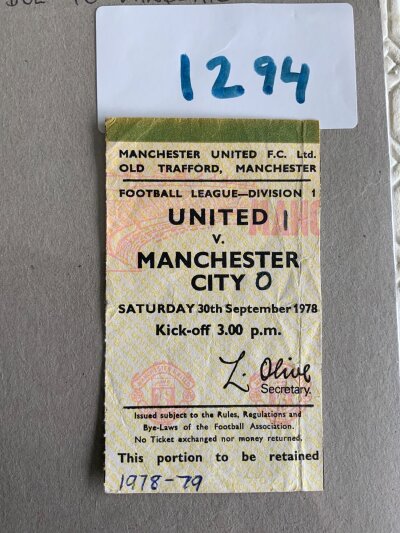 1294
MANCHESTER UNITED F.C. Ltd.
OLD TRAFFORD, MANCHESTER
FOOTBALL LEAGUE—DIVISION 1
UNITED 1
V.
MANCHESTER
CITY 0
SATURDAY 30th September 1978
Kick-off 3.00 p.m.
L. Olive
Secretary.
Issued subject to the Rules, Regulations and
Bye-Laws of the Football Association.
No Ticket exchanged nor money returned.
This portion to be retained
1978-79